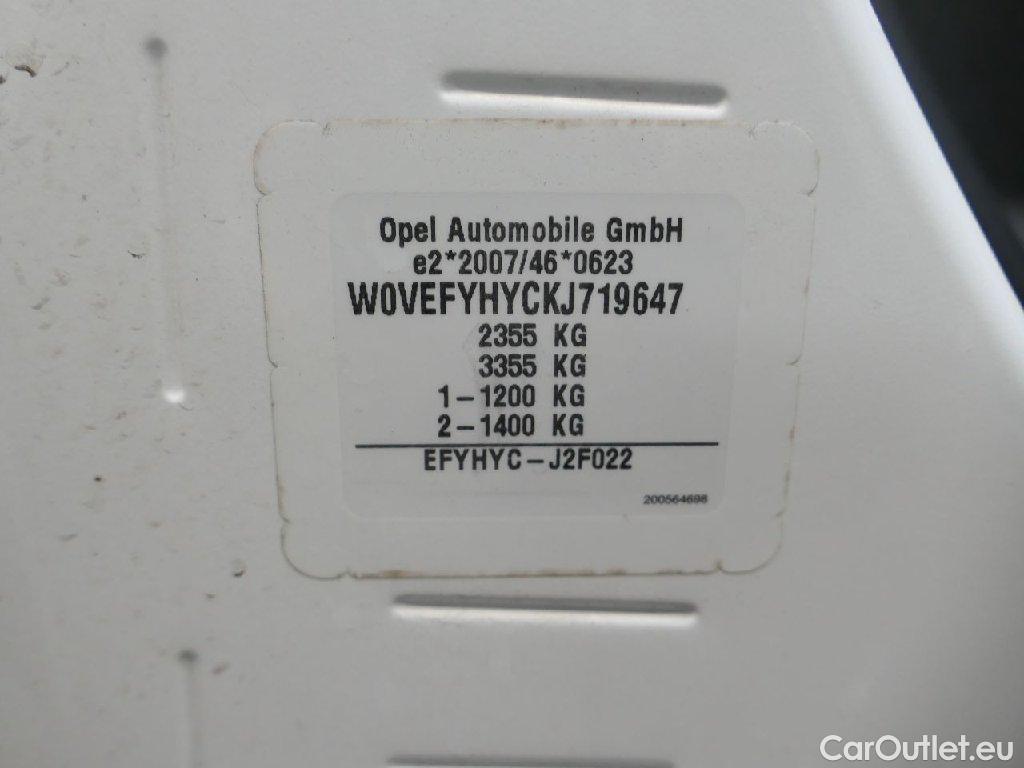 Opel Automobile GmbH
e2*2007/46*0623
W0VEFYHYCKJ719647
2355 KG
3355 KG
1-1200 KG
2-1400 KG
EFYHYC-J2F022
200564698
CarOutlet.eu